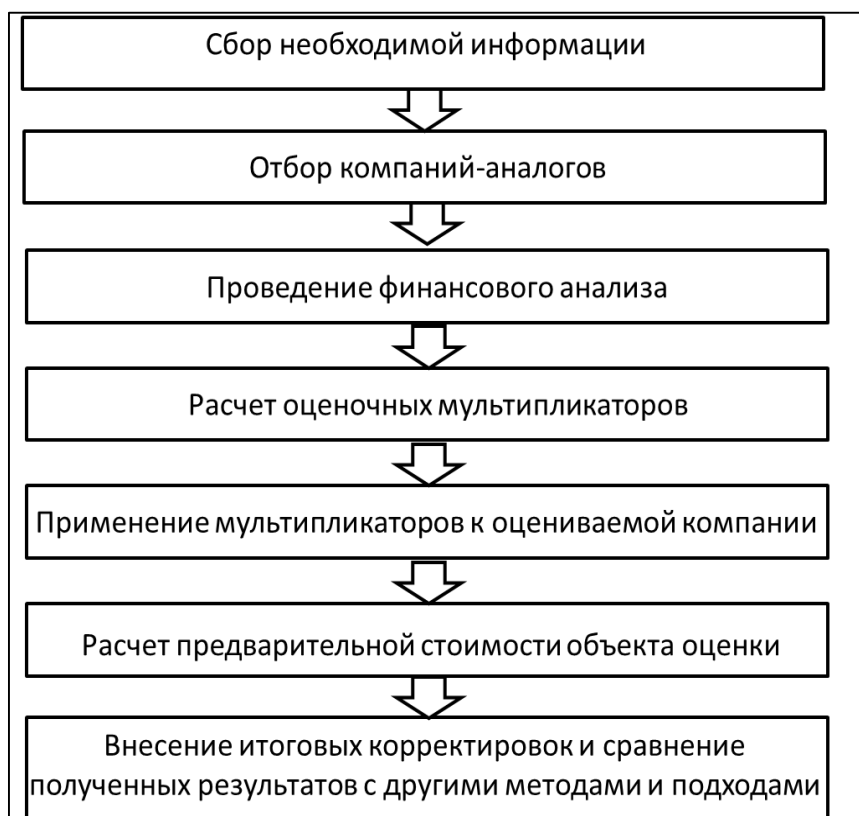 Сбор необходимой информации
Отбор компаний-аналогов
Проведение финансового анализа
Расчет оценочных мультипликаторов
Применение мультипликаторов к оцениваемой компании
Расчет предварительной стоимости объекта оценки
Внесение итоговых корректировок и сравнение
полученных результатов с другими методами и подходами